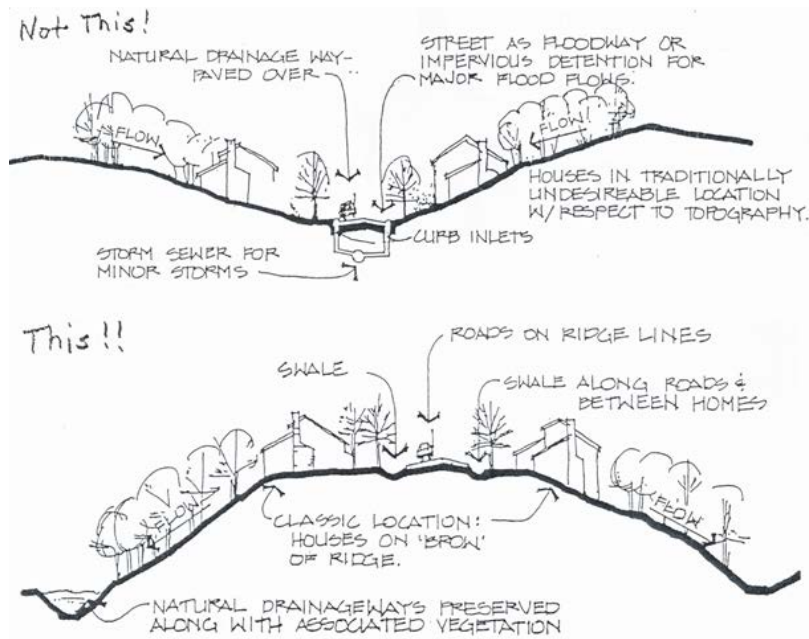 Not This!
NATURAL DRAINAGE WAY-
PAVED OVER
STREET AS FLOODWAY OR
IMPERVIOUS DETENTION FOR
MAJOR FLOOD FLOWS.
FLOW
FLOW
HOUSES IN TRADITIONALLY
UNDESIREABLE LOCATION
W/RESPECT TO TOPOGRAPHY.
CURB INLETS
STORM SEWER FOR
MINOR STORMS
This!!
ROADS ON RIDGE LINES
SWALE
SWALE ALONG ROADS &
BETWEEN HOMES
FLOW
FLOW
CLASSIC LOCATION:
HOUSES ON 'BROW'
OF RIDGE.
NATURAL DRAINAGEWAYS PRESERVED
ALONG WITH ASSOCIATED VEGETATION